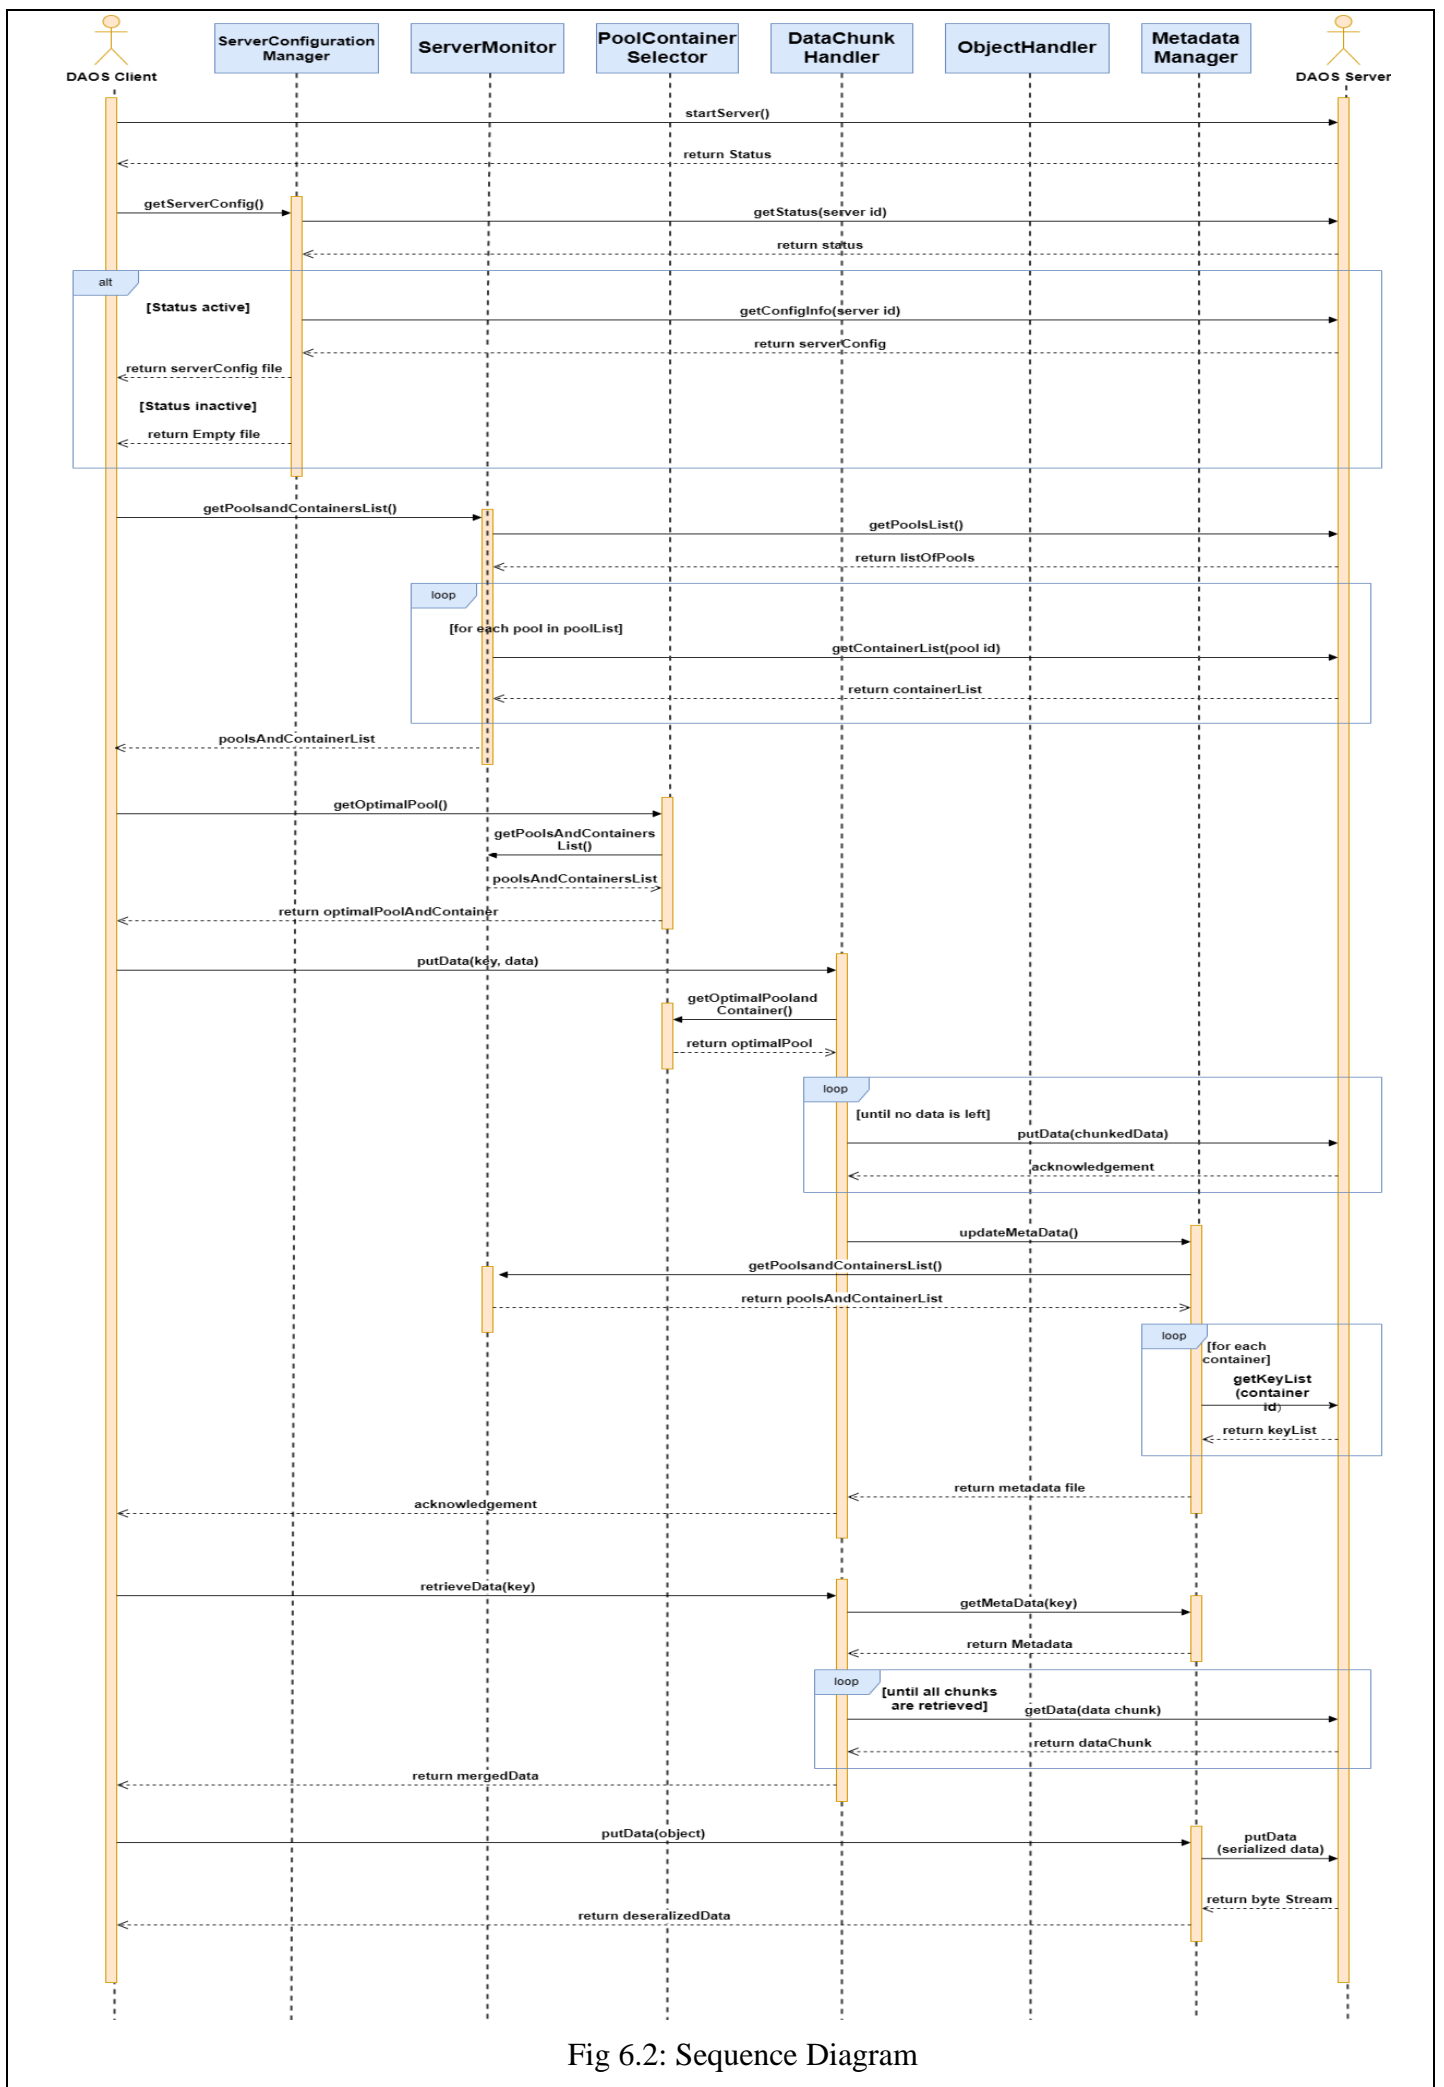 DAOS Client
ServerConfiguration
Manager
ServerMonitor
PoolContainer
Selector
DataChunk
Handler
ObjectHandler
Metadata
Manager
DAOS Server
startServer()
return Status
getServerConfig()
getStatus(server id)
return status
alt
[Status active]
getConfigInfo(server id)
return serverConfig
return serverConfig file
[Status inactive]
return Empty file
getPoolsandContainersList()
getPoolsList()
return listOfPools
loop
[for each pool in poolList]
getContainerList(pool id)
return containerList
poolsAndContainerList
getOptimalPool()
getPoolsAndContainers
List()
poolsAndContainersList
return optimalPoolAndContainer
putData(key, data)
getOptimalPooland
Container()
return optimalPool
loop
[until no data is left]
putData(chunkedData)
acknowledgement
updateMetaData()
getPoolsandContainersList()
return poolsAndContainerList
loop
[for each
container]
getKeyList
(container
id)
return keyList
return metadata file
acknowledgement
retrieveData(key)
getMetaData(key)
return Metadata
loop
[until all chunks
are retrieved]
getData(data chunk)
return dataChunk
return mergedData
putData(object)
putData
(serialized data)
return byte Stream
return deseralizedData
Fig 6.2: Sequence Diagram